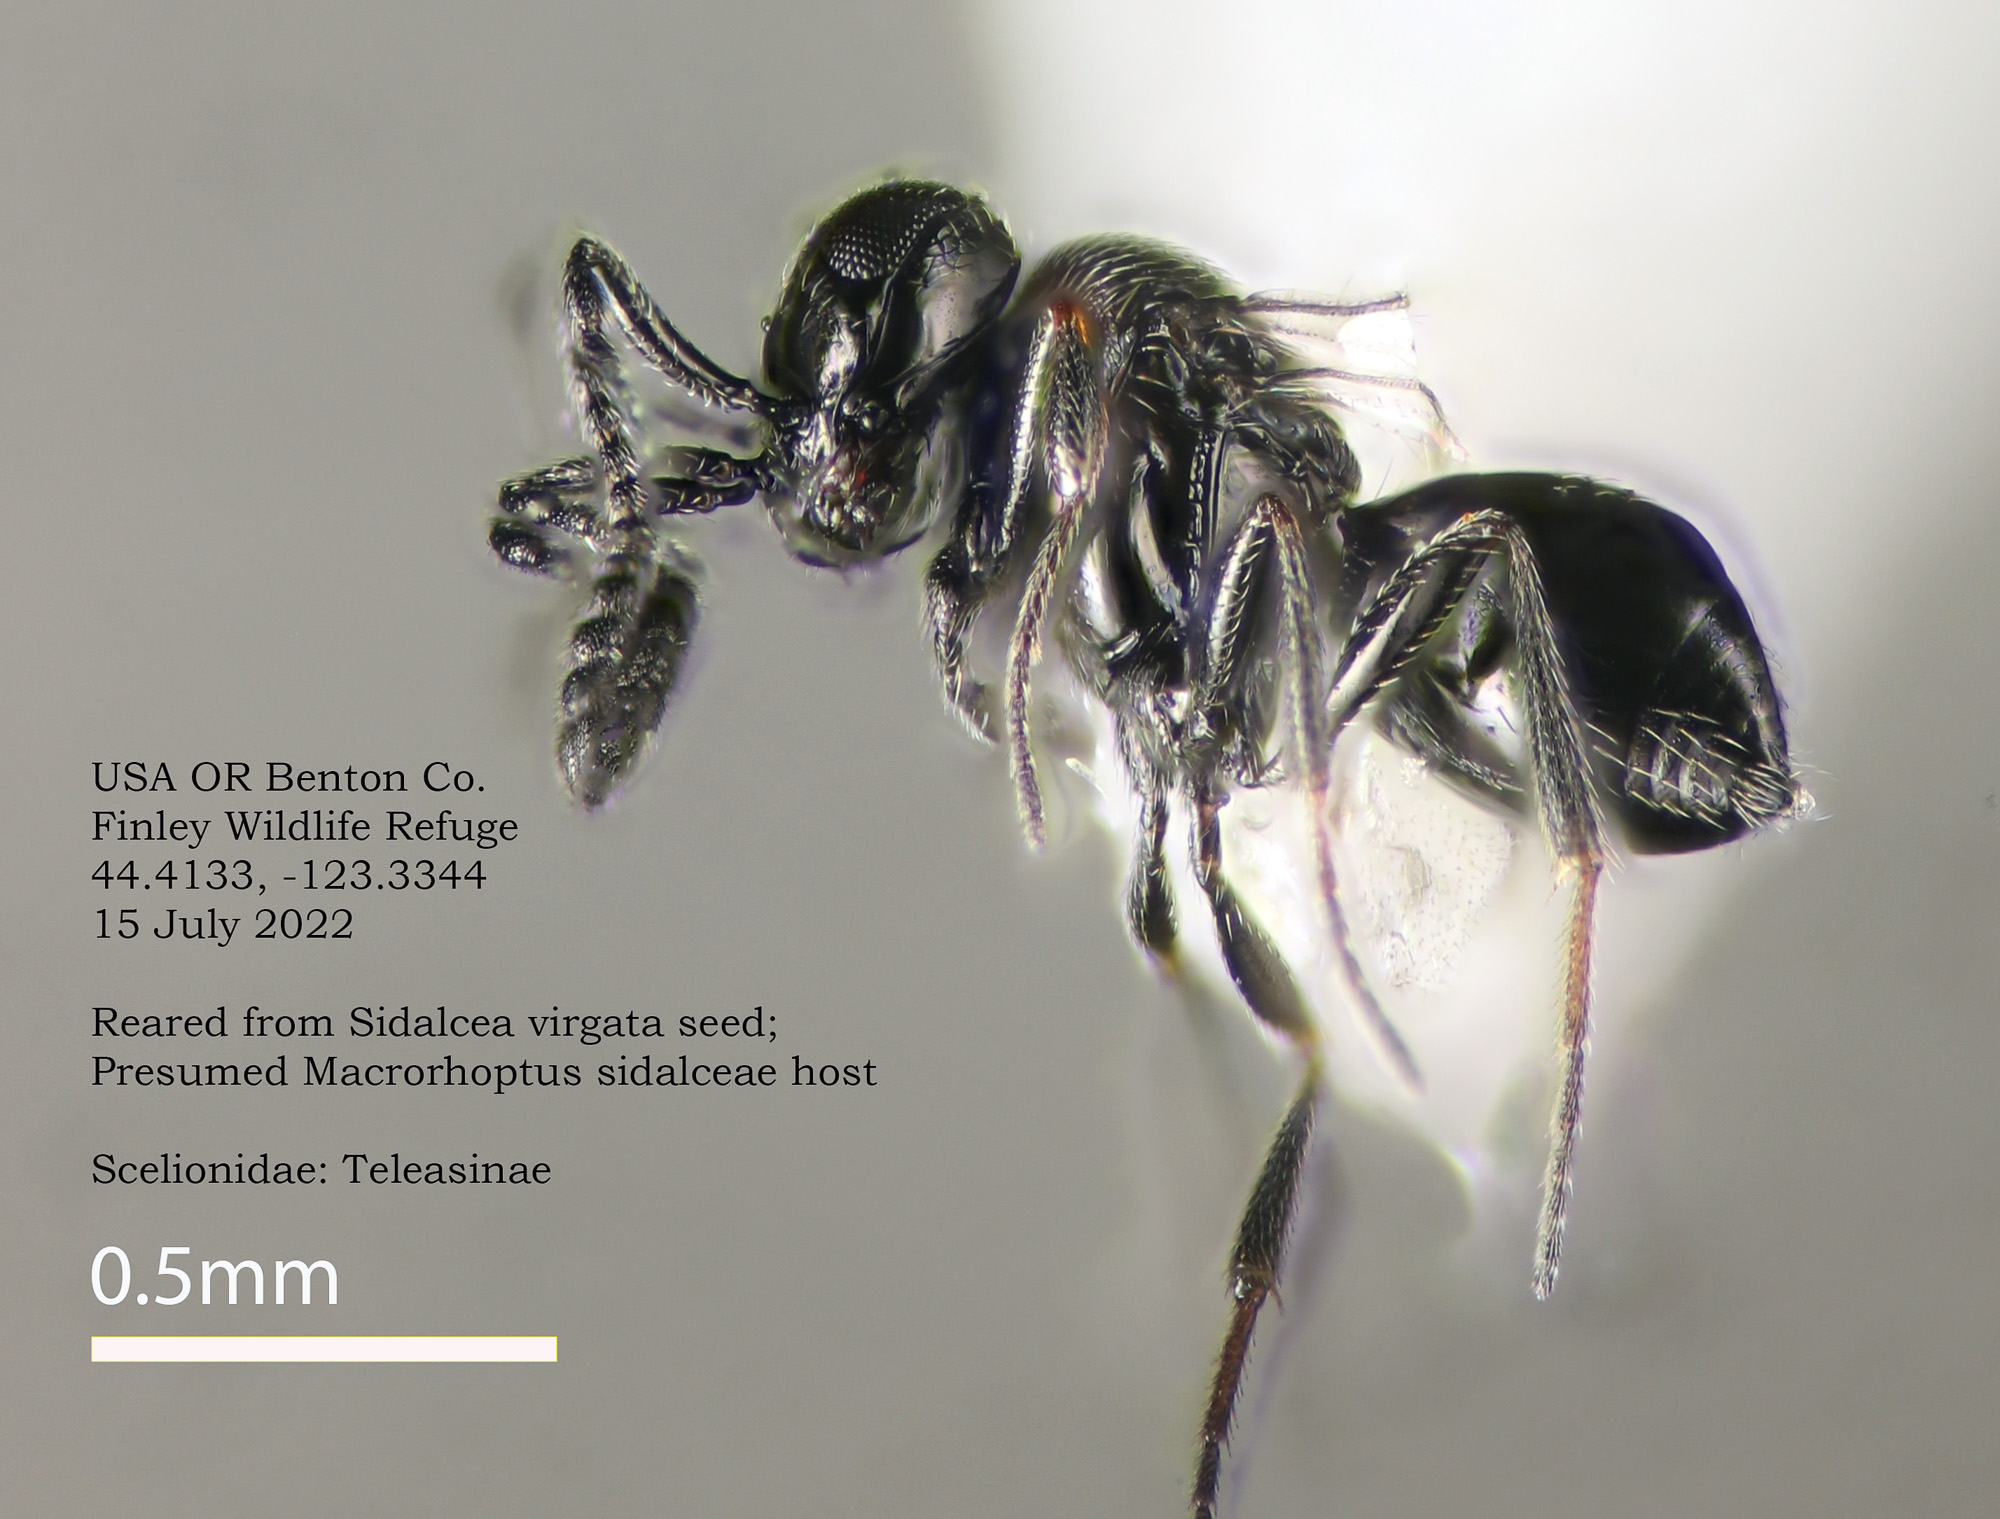 USA OR Benton Co.
Finley Wildlife Refuge
44.4133, -123.3344
15 July 2022
Reared from Sidalcea virgata seed;
Presumed Macrorhoptus sidalceae host
Scelionidae: Teleasinae
0.5mm